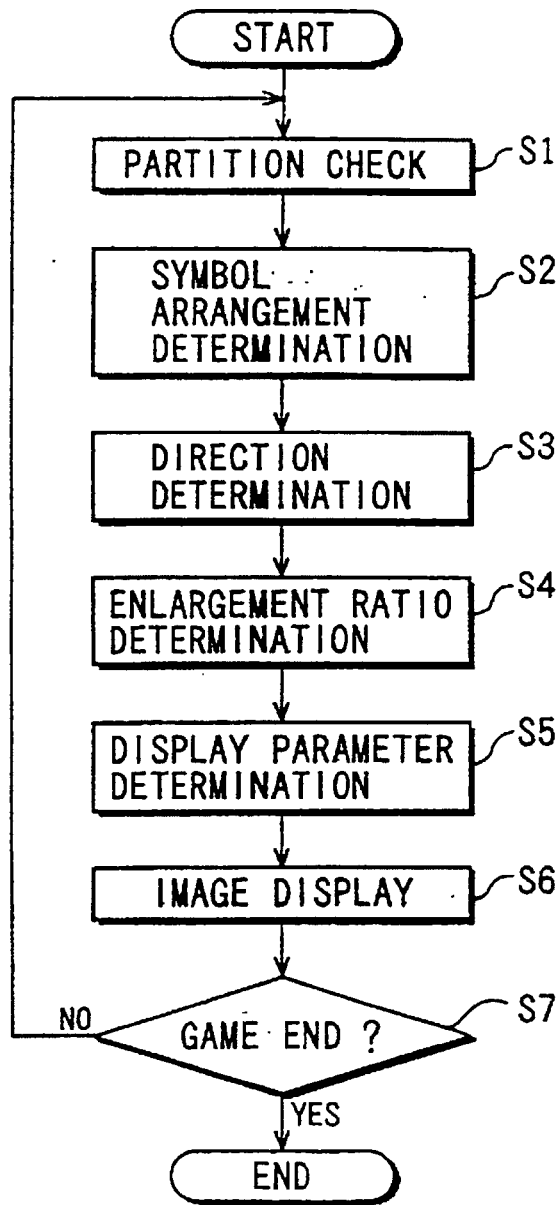 START
PARTITION CHECK
S1
SYMBOL
ARRANGEMENT
DETERMINATION
S2
DIRECTION
DETERMINATION
S3
ENLARGEMENT RATIO
DETERMINATION
S4
DISPLAY PARAMETER
DETERMINATION
S5
IMAGE DISPLAY
S6
GAME END ?
S7
NO
YES
END